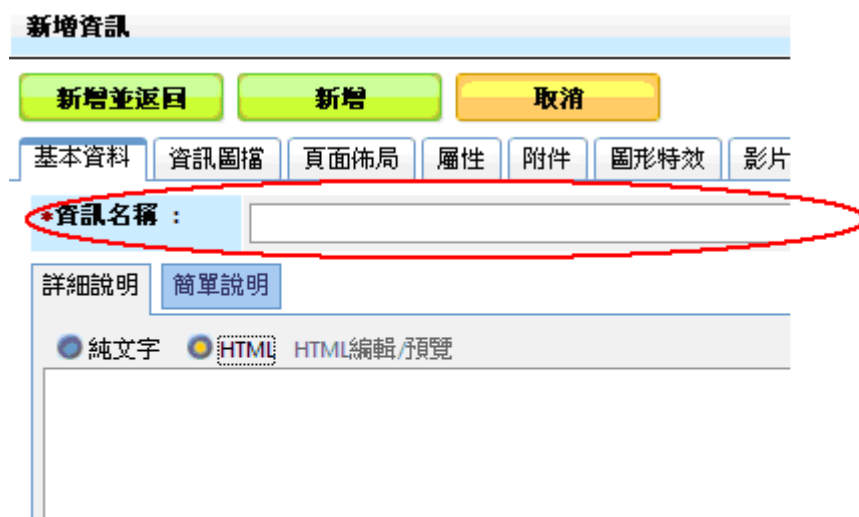 新增資訊
新增並返回 新增 取消
基本資料 資訊圖檔 頁面佈局 屬性 附件 圖形特效 影片
*資訊名稱：
詳細說明 簡單說明
純文字 HTML HTML編輯/預覽